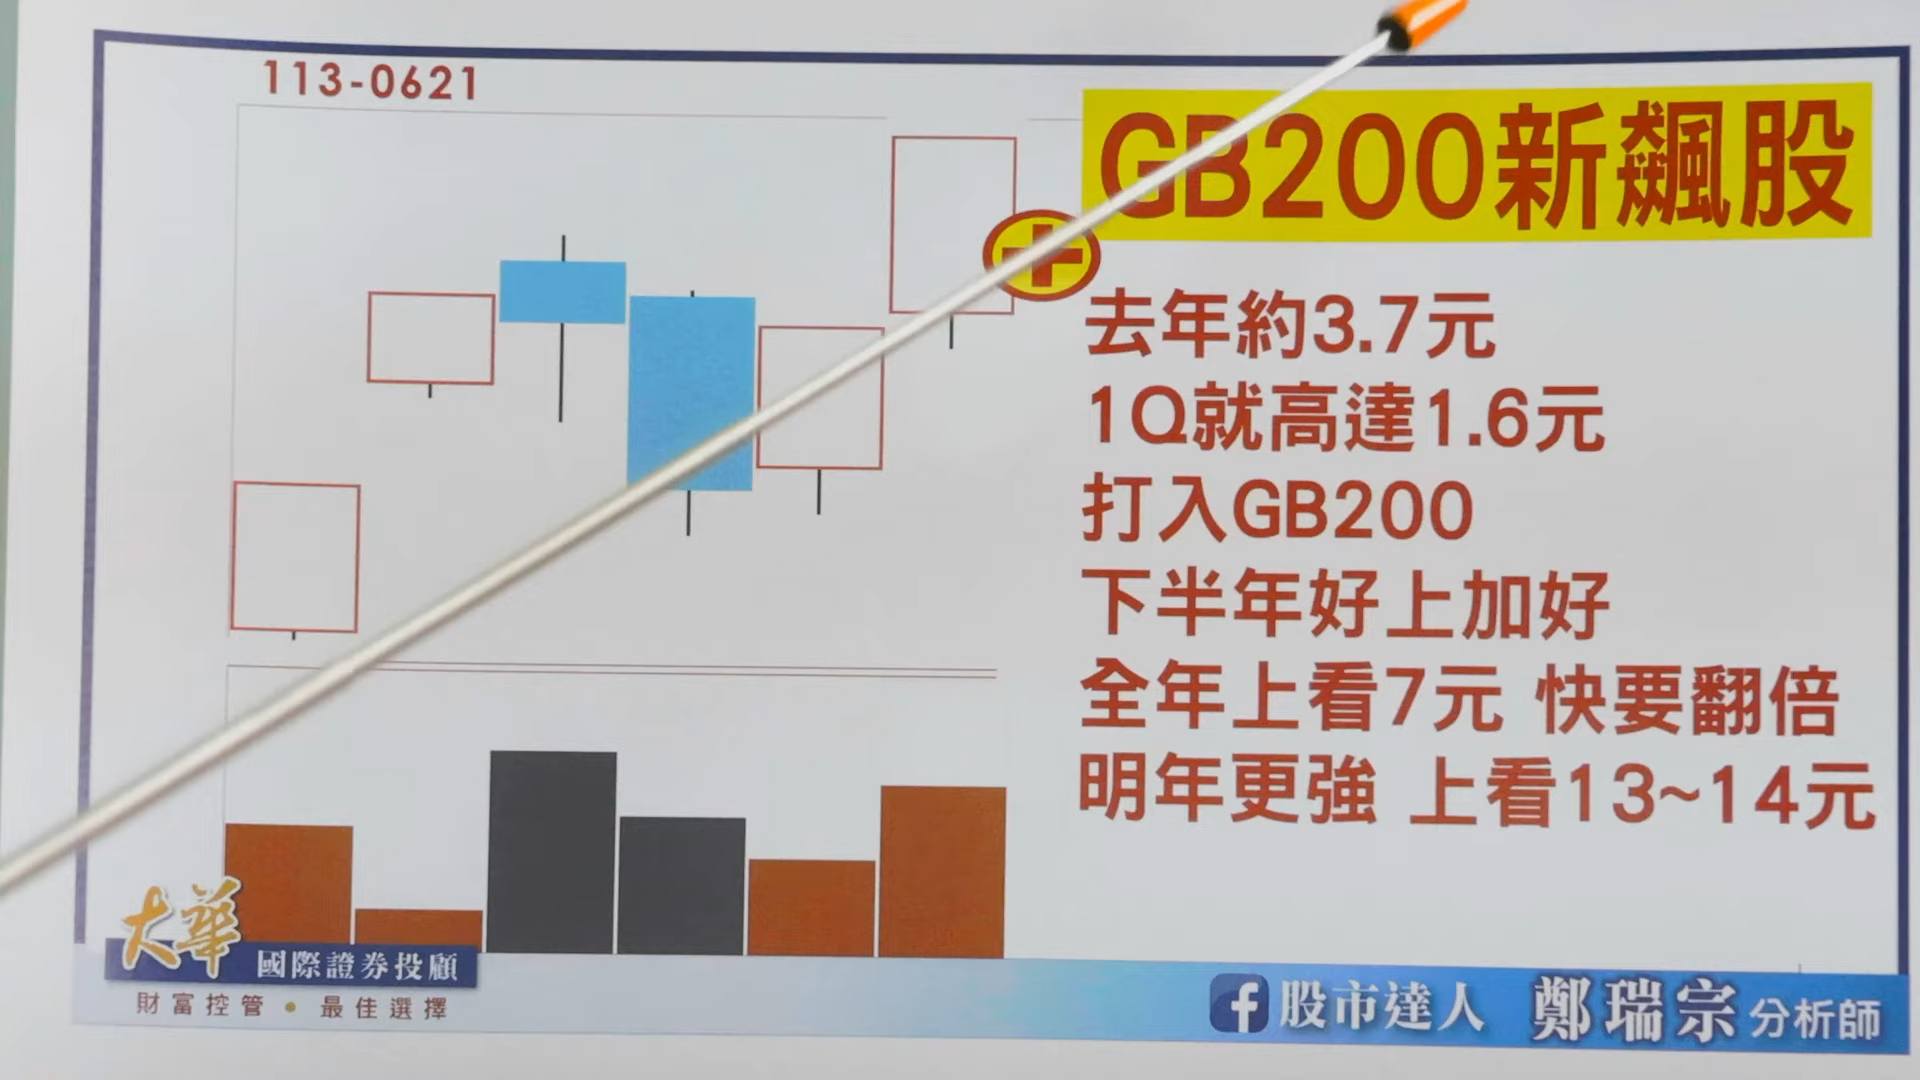 113-0621
GB200新飆股
去年約3.7元
1Q就高達1.6元
打入GB200
下半年好上加好
全年上看7元 快要翻倍
明年更強 上看13~14元
大華
國際證券投顧
財富控管・最佳選擇
股市達人 鄭瑞宗分析師